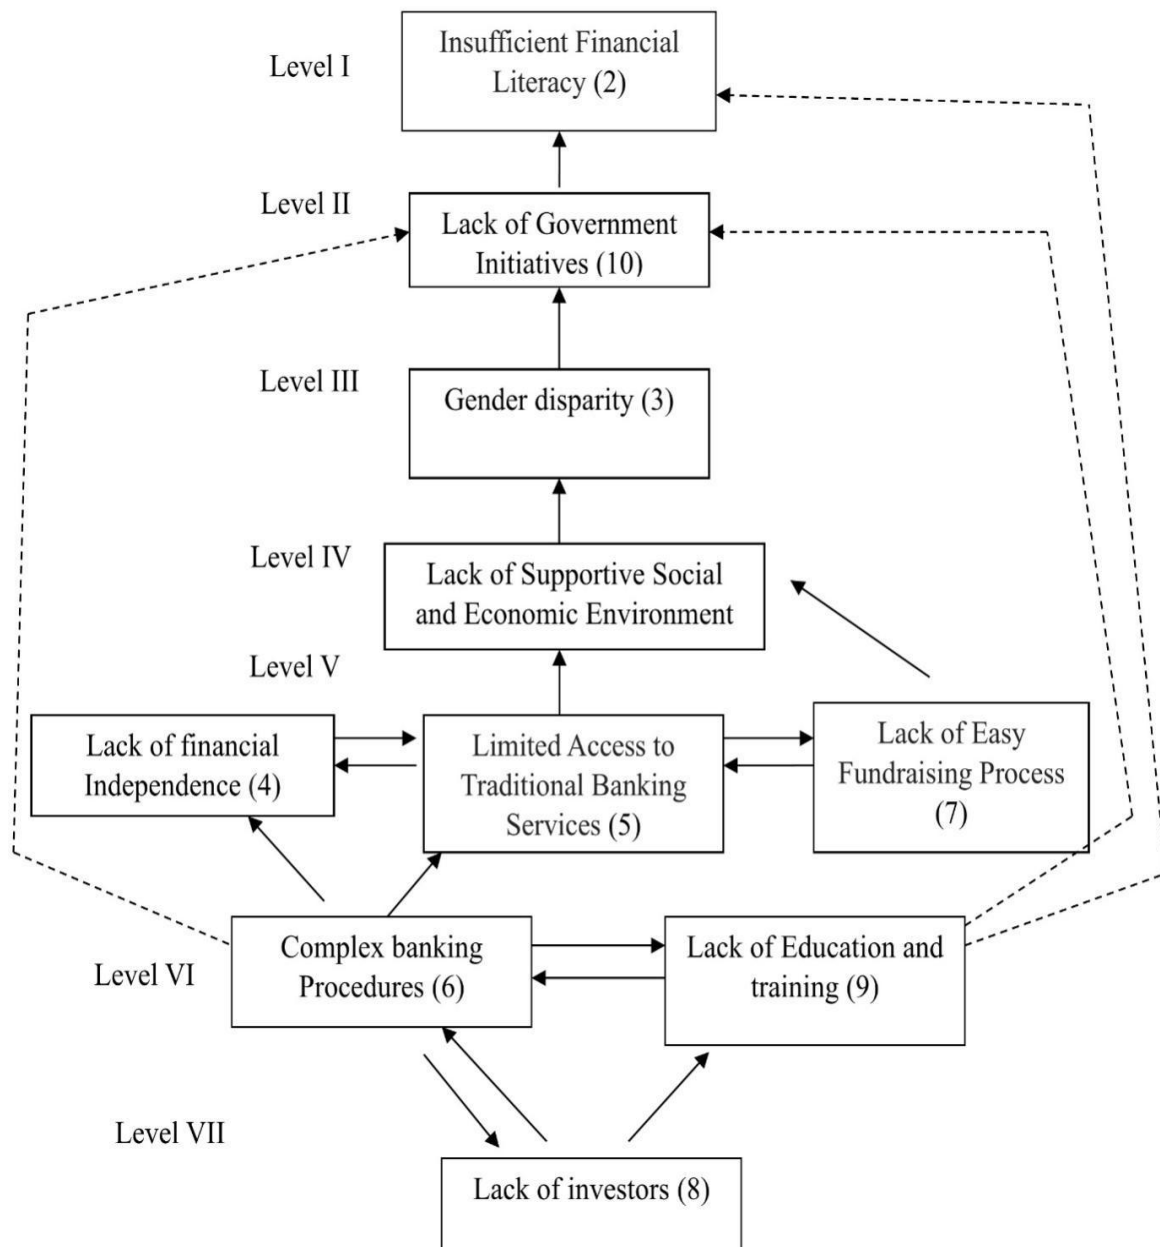 Level I
Insufficient Financial
Literacy (2)
Level II
Lack of Government
Initiatives (10)
Level III
Gender disparity (3)
Level IV
Lack of Supportive Social
and Economic Environment
Level V
Lack of financial
Independence (4)
Limited Access to
Traditional Banking
Services (5)
Lack of Easy
Fundraising Process
(7)
Level VI
Complex banking
Procedures (6)
Lack of Education and
training (9)
Level VII
Lack of investors (8)